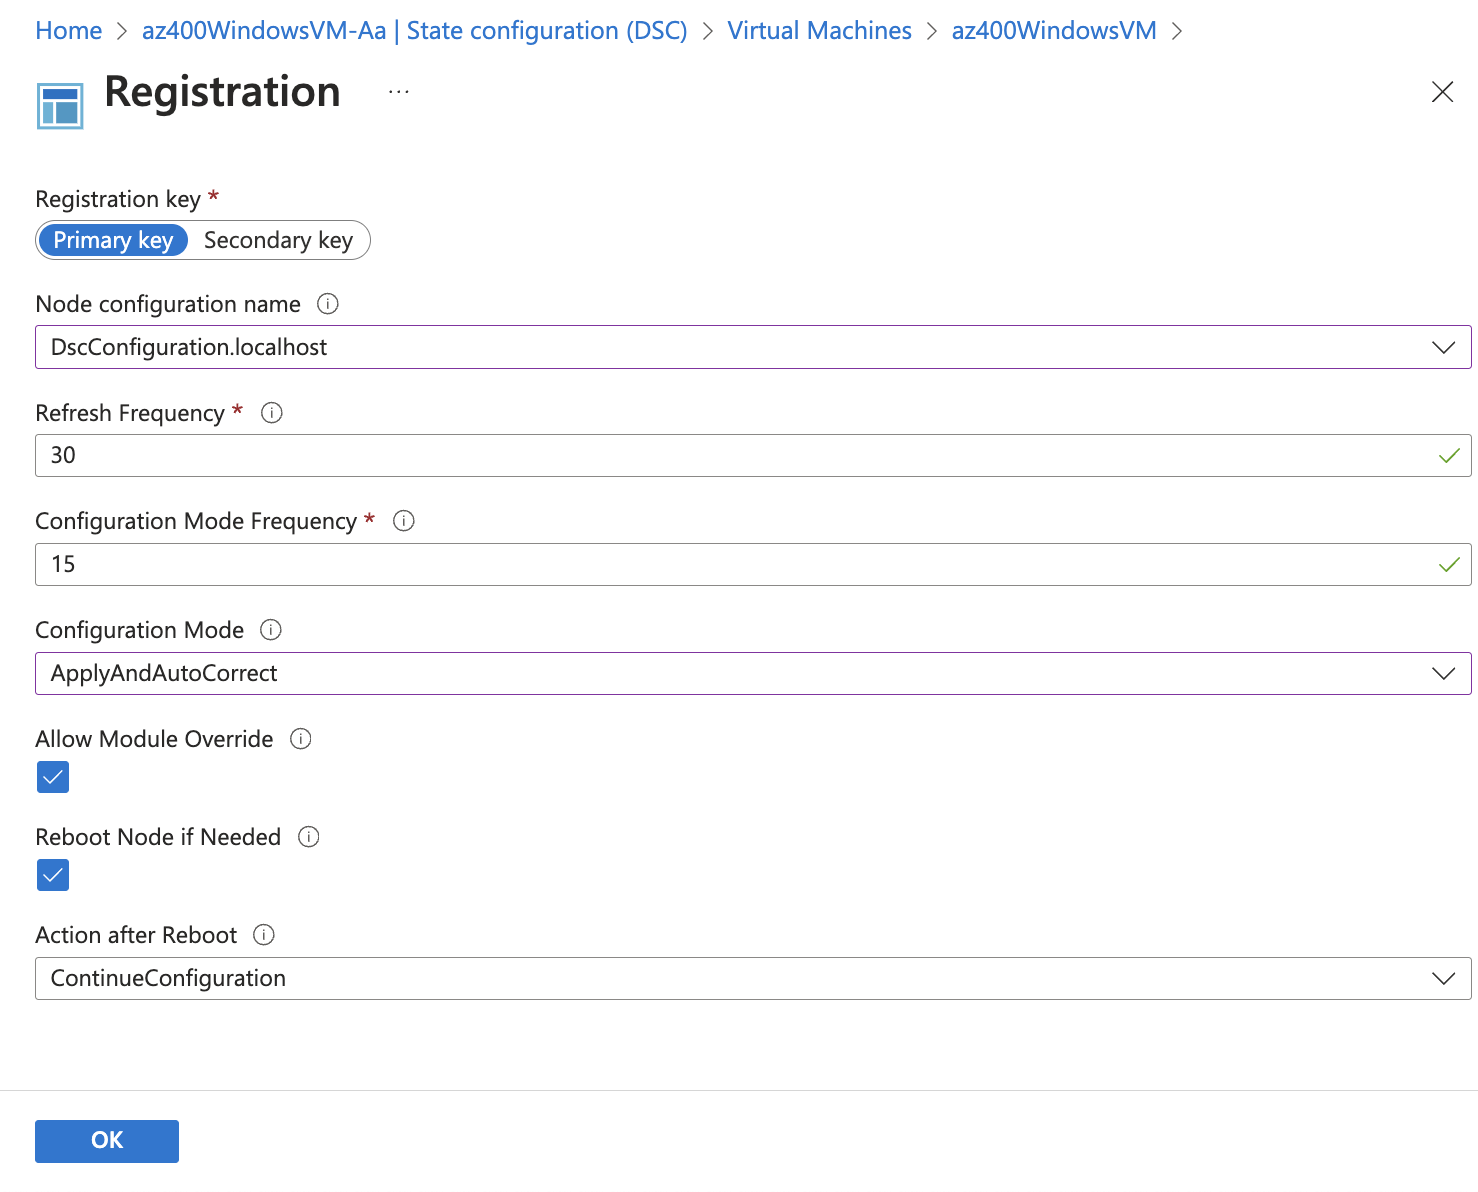 Home > az400WindowsVM-Aa | State configuration (DSC) > Virtual Machines > az400WindowsVM >
Registration ...
Registration key *
Primary key Secondary key
Node configuration name
DscConfiguration.localhost
Refresh Frequency *
30
Configuration Mode Frequency *
15
Configuration Mode
ApplyAndAutoCorrect
Allow Module Override
Reboot Node if Needed
Action after Reboot
ContinueConfiguration
OK